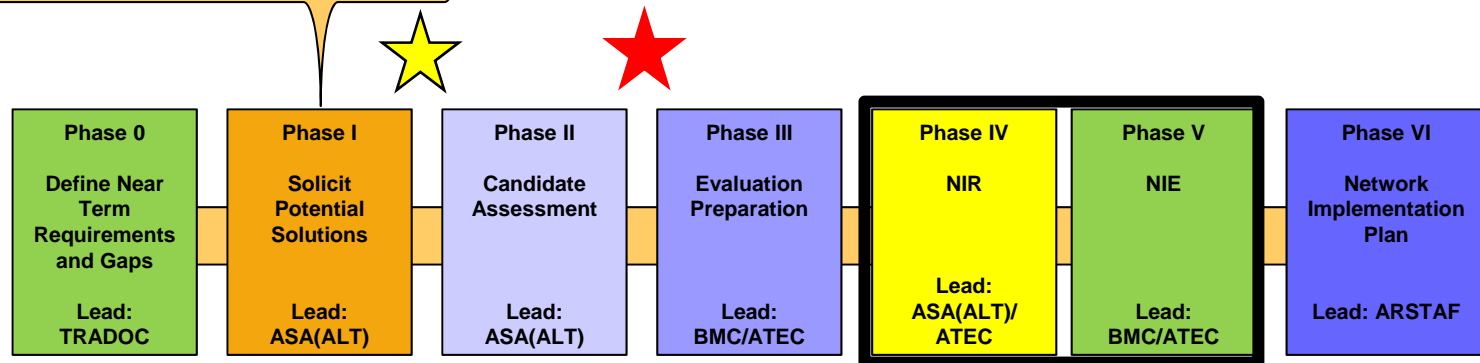 Phase 0
Define Near
Term
Requirements
and Gaps
Lead:
TRADOC
Phase I
Solicit
Potential
Solutions
Lead:
ASA(ALT)
Phase II
Candidate
Assessment
Lead:
ASA(ALT)
Phase III
Evaluation
Preparation
Lead:
BMC/ATEC
Phase IV
NIR
Lead:
ASA(ALT)/
ATEC
Phase V
NIE
Lead:
BMC/ATEC
Phase VI
Network
Implementation
Plan
Lead: ARSTAF